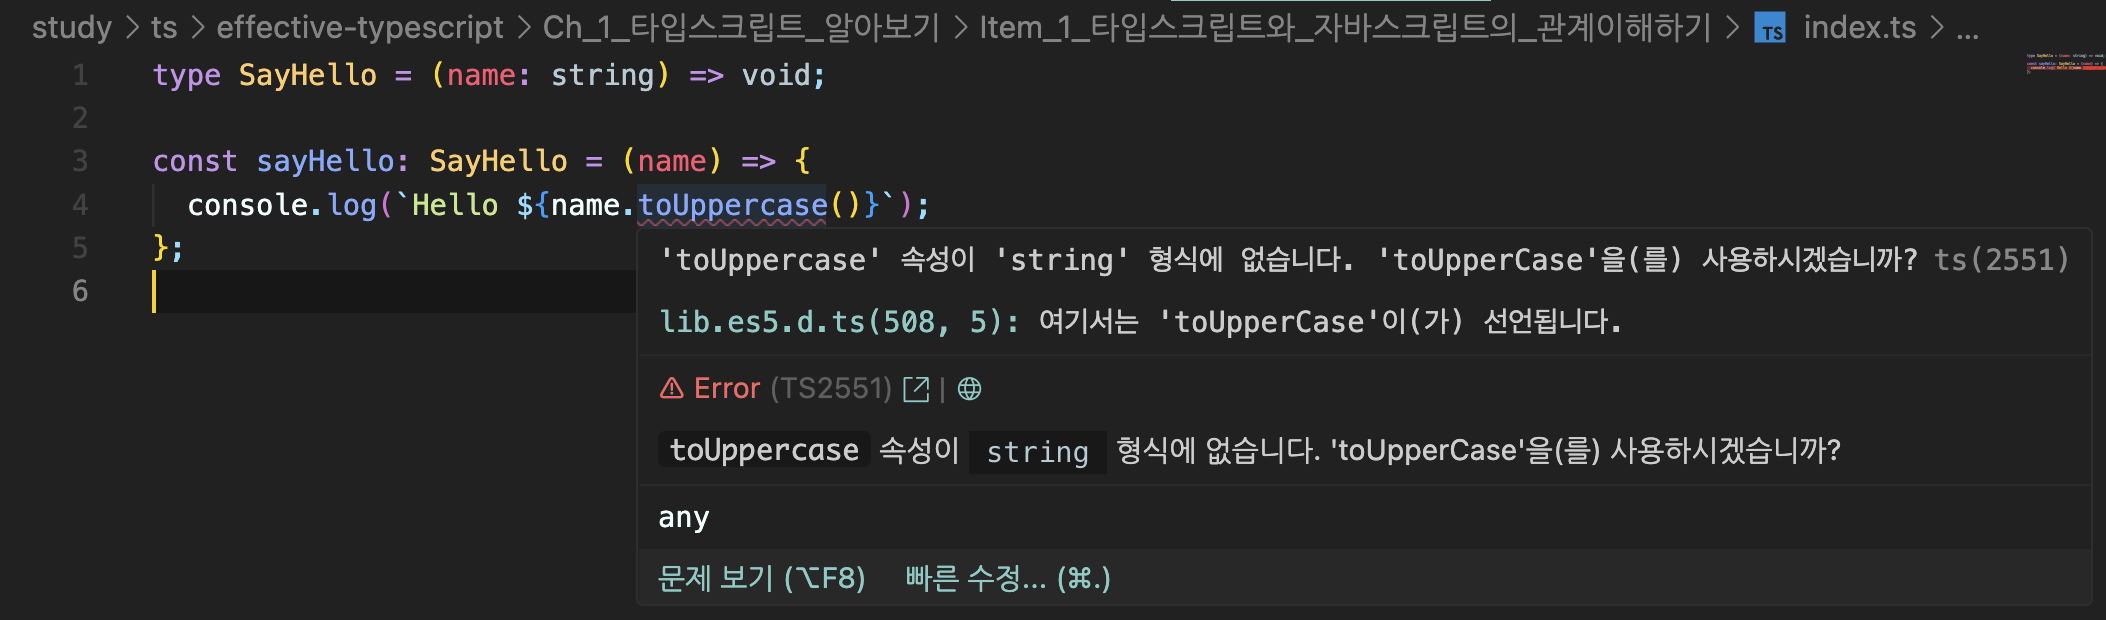 study > ts > effective-typescript > Ch_1_타입스크립트_알아보기 > Item_1_타입스크립트와_자바스크립트의_관계이해하기 > TS index.ts > ...
1 type SayHello = (name: string) => void;
2
3 const sayHello: SayHello = (name) => {
4 console.log(`Hello ${name.toUppercase()}`);
5 };
6
'toUppercase' 속성이 'string' 형식에 없습니다. 'toUpperCase'을(를) 사용하시겠습니까? ts(2551)
lib.es5.d.ts(508, 5): 여기서는 'toUpperCase'이(가) 선언됩니다.
Error (TS2551) |
toUppercase 속성이 string 형식에 없습니다. 'toUpperCase'을(를) 사용하시겠습니까?
any
문제 보기 (⌥F8) 빠른 수정... (⌘.)